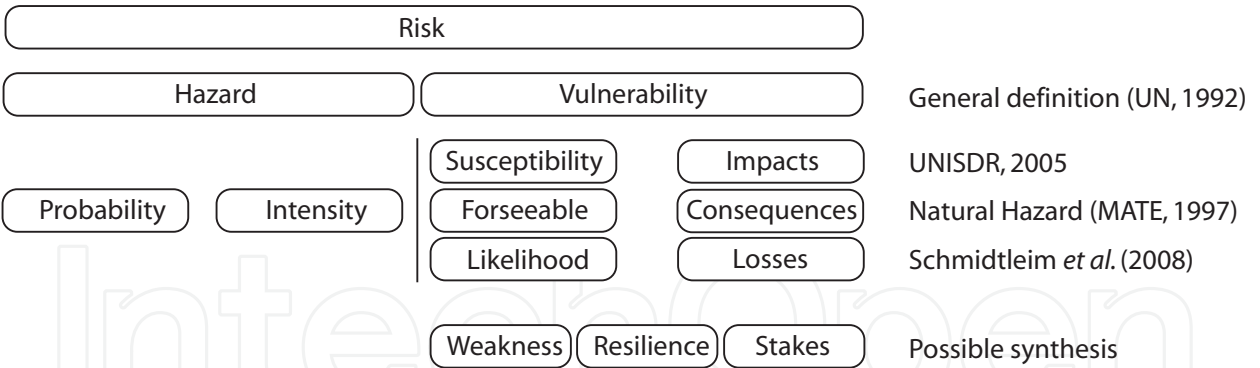 Risk
Hazard Vulnerability General definition (UN, 1992)
Susceptibility Impacts UNISDR, 2005
Probability Intensity Forseeable Consequences Natural Hazard (MATE, 1997)
Likelihood Losses Schmidtleim et al. (2008)
Weakness Resilience Stakes Possible synthesis
IntechOpen